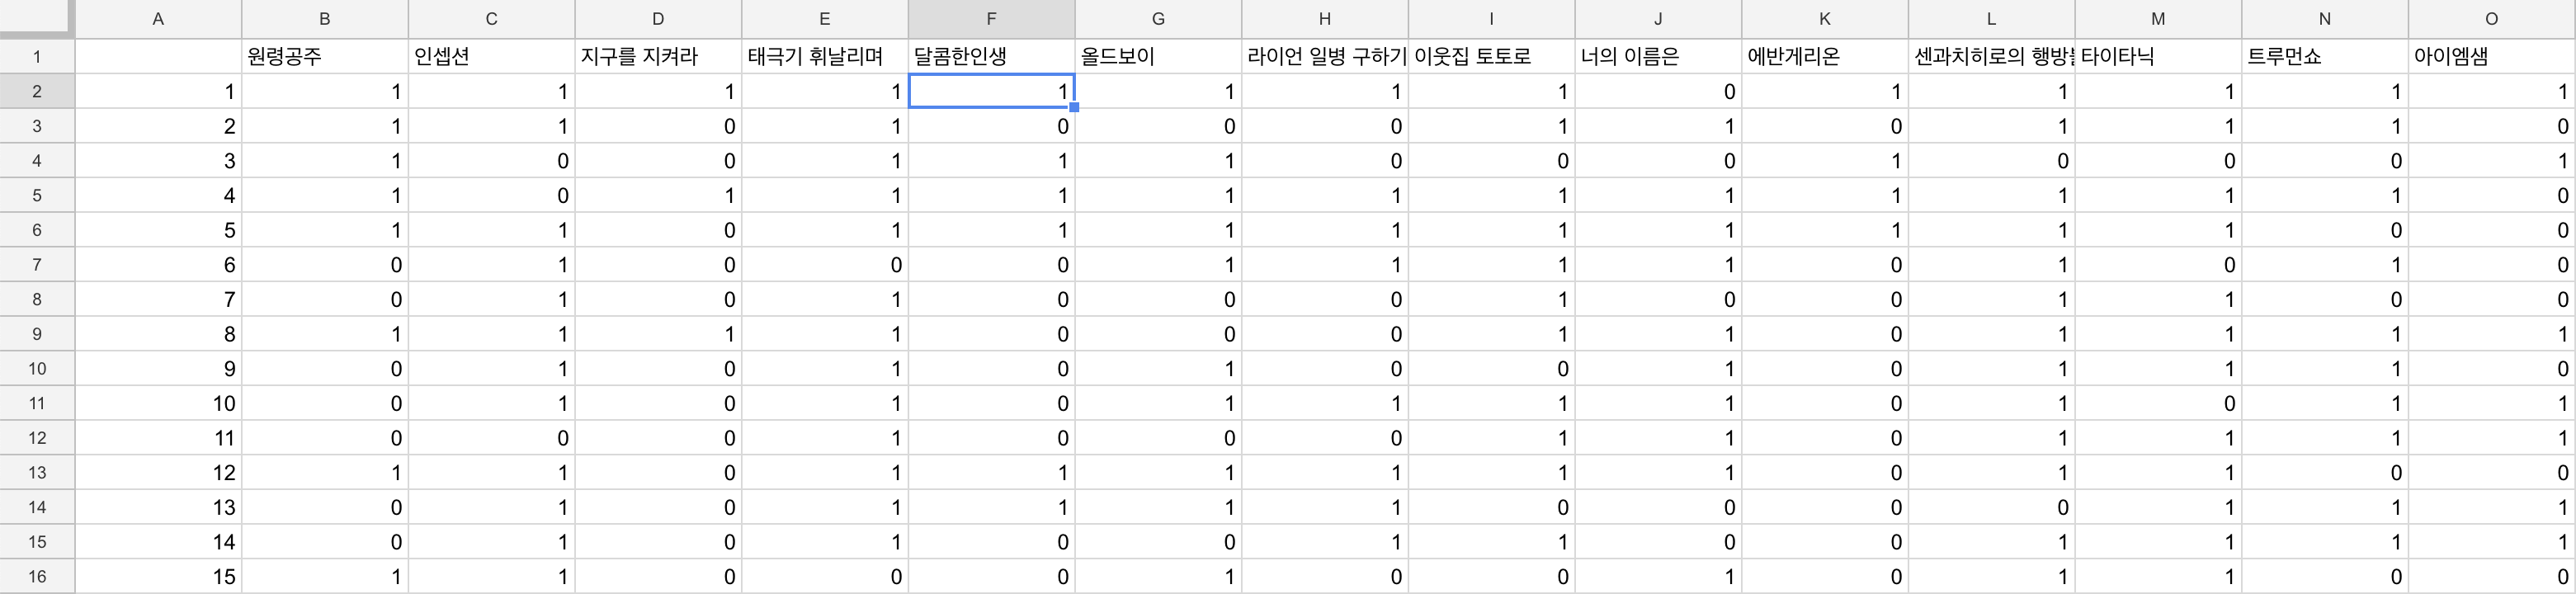 A B C D E F G H I J K L M N O
1 원령공주 인셉션 지구를 지켜라 태극기 휘날리며 달콤한인생 올드보이 라이언 일병 구하기 이웃집 토토로 너의 이름은 에반게리온 센과치히로의 타이타닉 트루먼쇼 아이엠샘
2 1 1 1 1 1 1 1 1 1 0 1 1 1 1 1
3 2 1 1 0 1 0 0 0 1 1 0 1 1 1 0
4 3 1 0 0 1 1 1 0 0 0 1 0 0 0 1
5 4 1 0 1 1 1 1 1 1 1 1 1 1 1 0
6 5 1 1 0 1 1 1 1 1 1 1 1 1 0 0
7 6 0 1 0 0 0 1 1 1 1 0 1 0 1 0
8 7 0 1 0 1 0 0 0 1 0 0 1 1 0 0
9 8 1 1 1 1 0 0 0 1 1 0 1 1 1 1
10 9 0 1 0 1 0 1 0 0 1 0 1 1 1 0
11 10 0 1 0 1 0 1 1 1 1 0 1 0 1 1
12 11 0 0 0 1 0 0 0 1 1 0 1 1 1 1
13 12 1 1 0 1 1 1 1 1 1 0 1 1 0 0
14 13 0 1 0 1 1 1 1 0 0 0 0 1 1 1
15 14 0 1 0 1 0 0 1 1 0 0 1 1 1 1
16 15 1 1 0 0 0 1 0 0 1 0 1 1 0 0